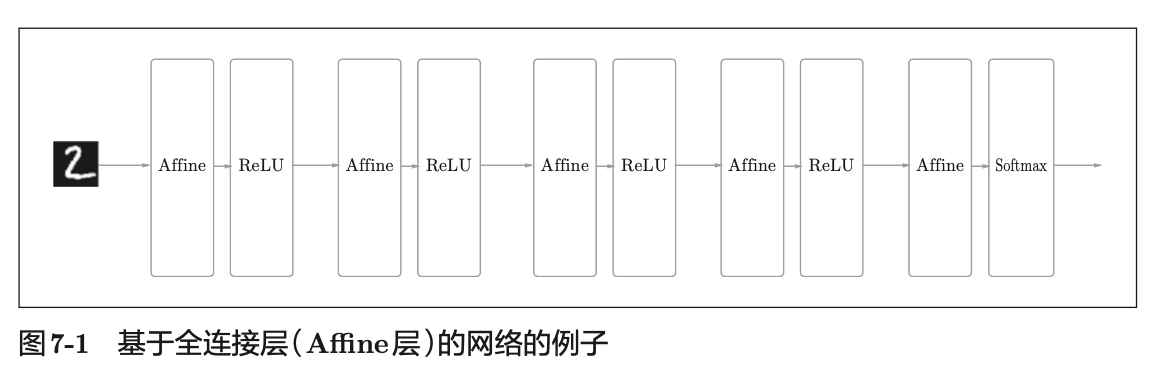 2
Affine ReLU Affine ReLU Affine ReLU Affine ReLU Affine Softmax
图7-1 基于全连接层(Affine层)的网络的例子